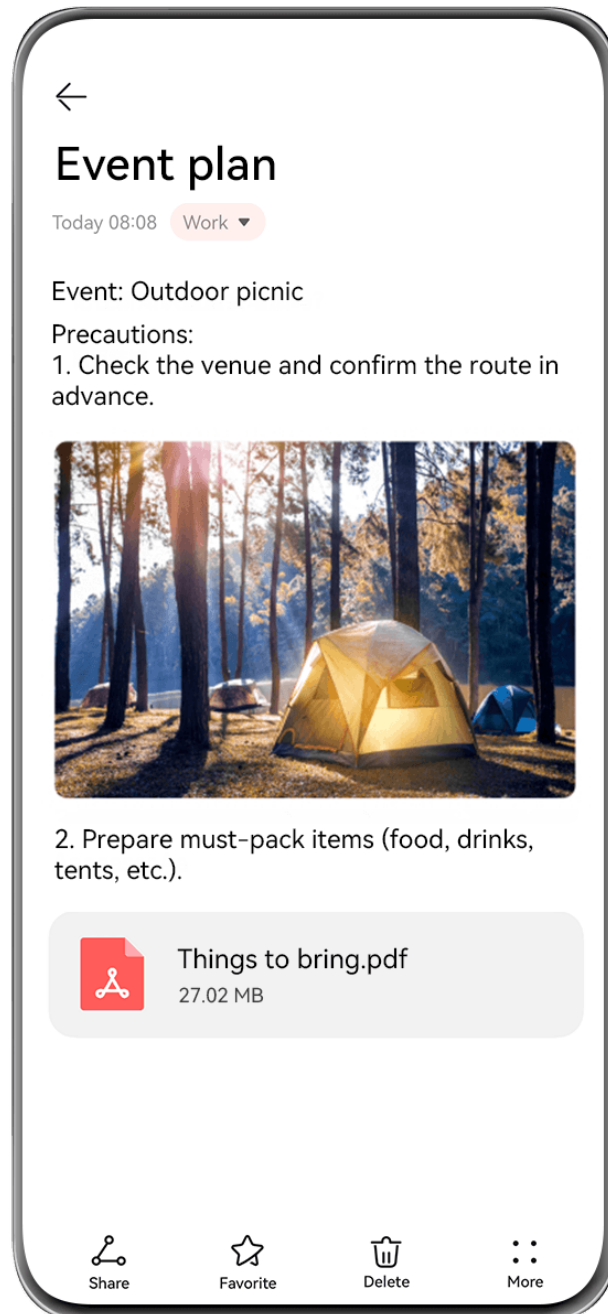 Event plan
Today 08:08 Work
Event: Outdoor picnic
Precautions:
1. Check the venue and confirm the route in
advance.
2. Prepare must-pack items (food, drinks,
tents, etc.).
Things to bring.pdf
27.02 MB
Share Favorite Delete More